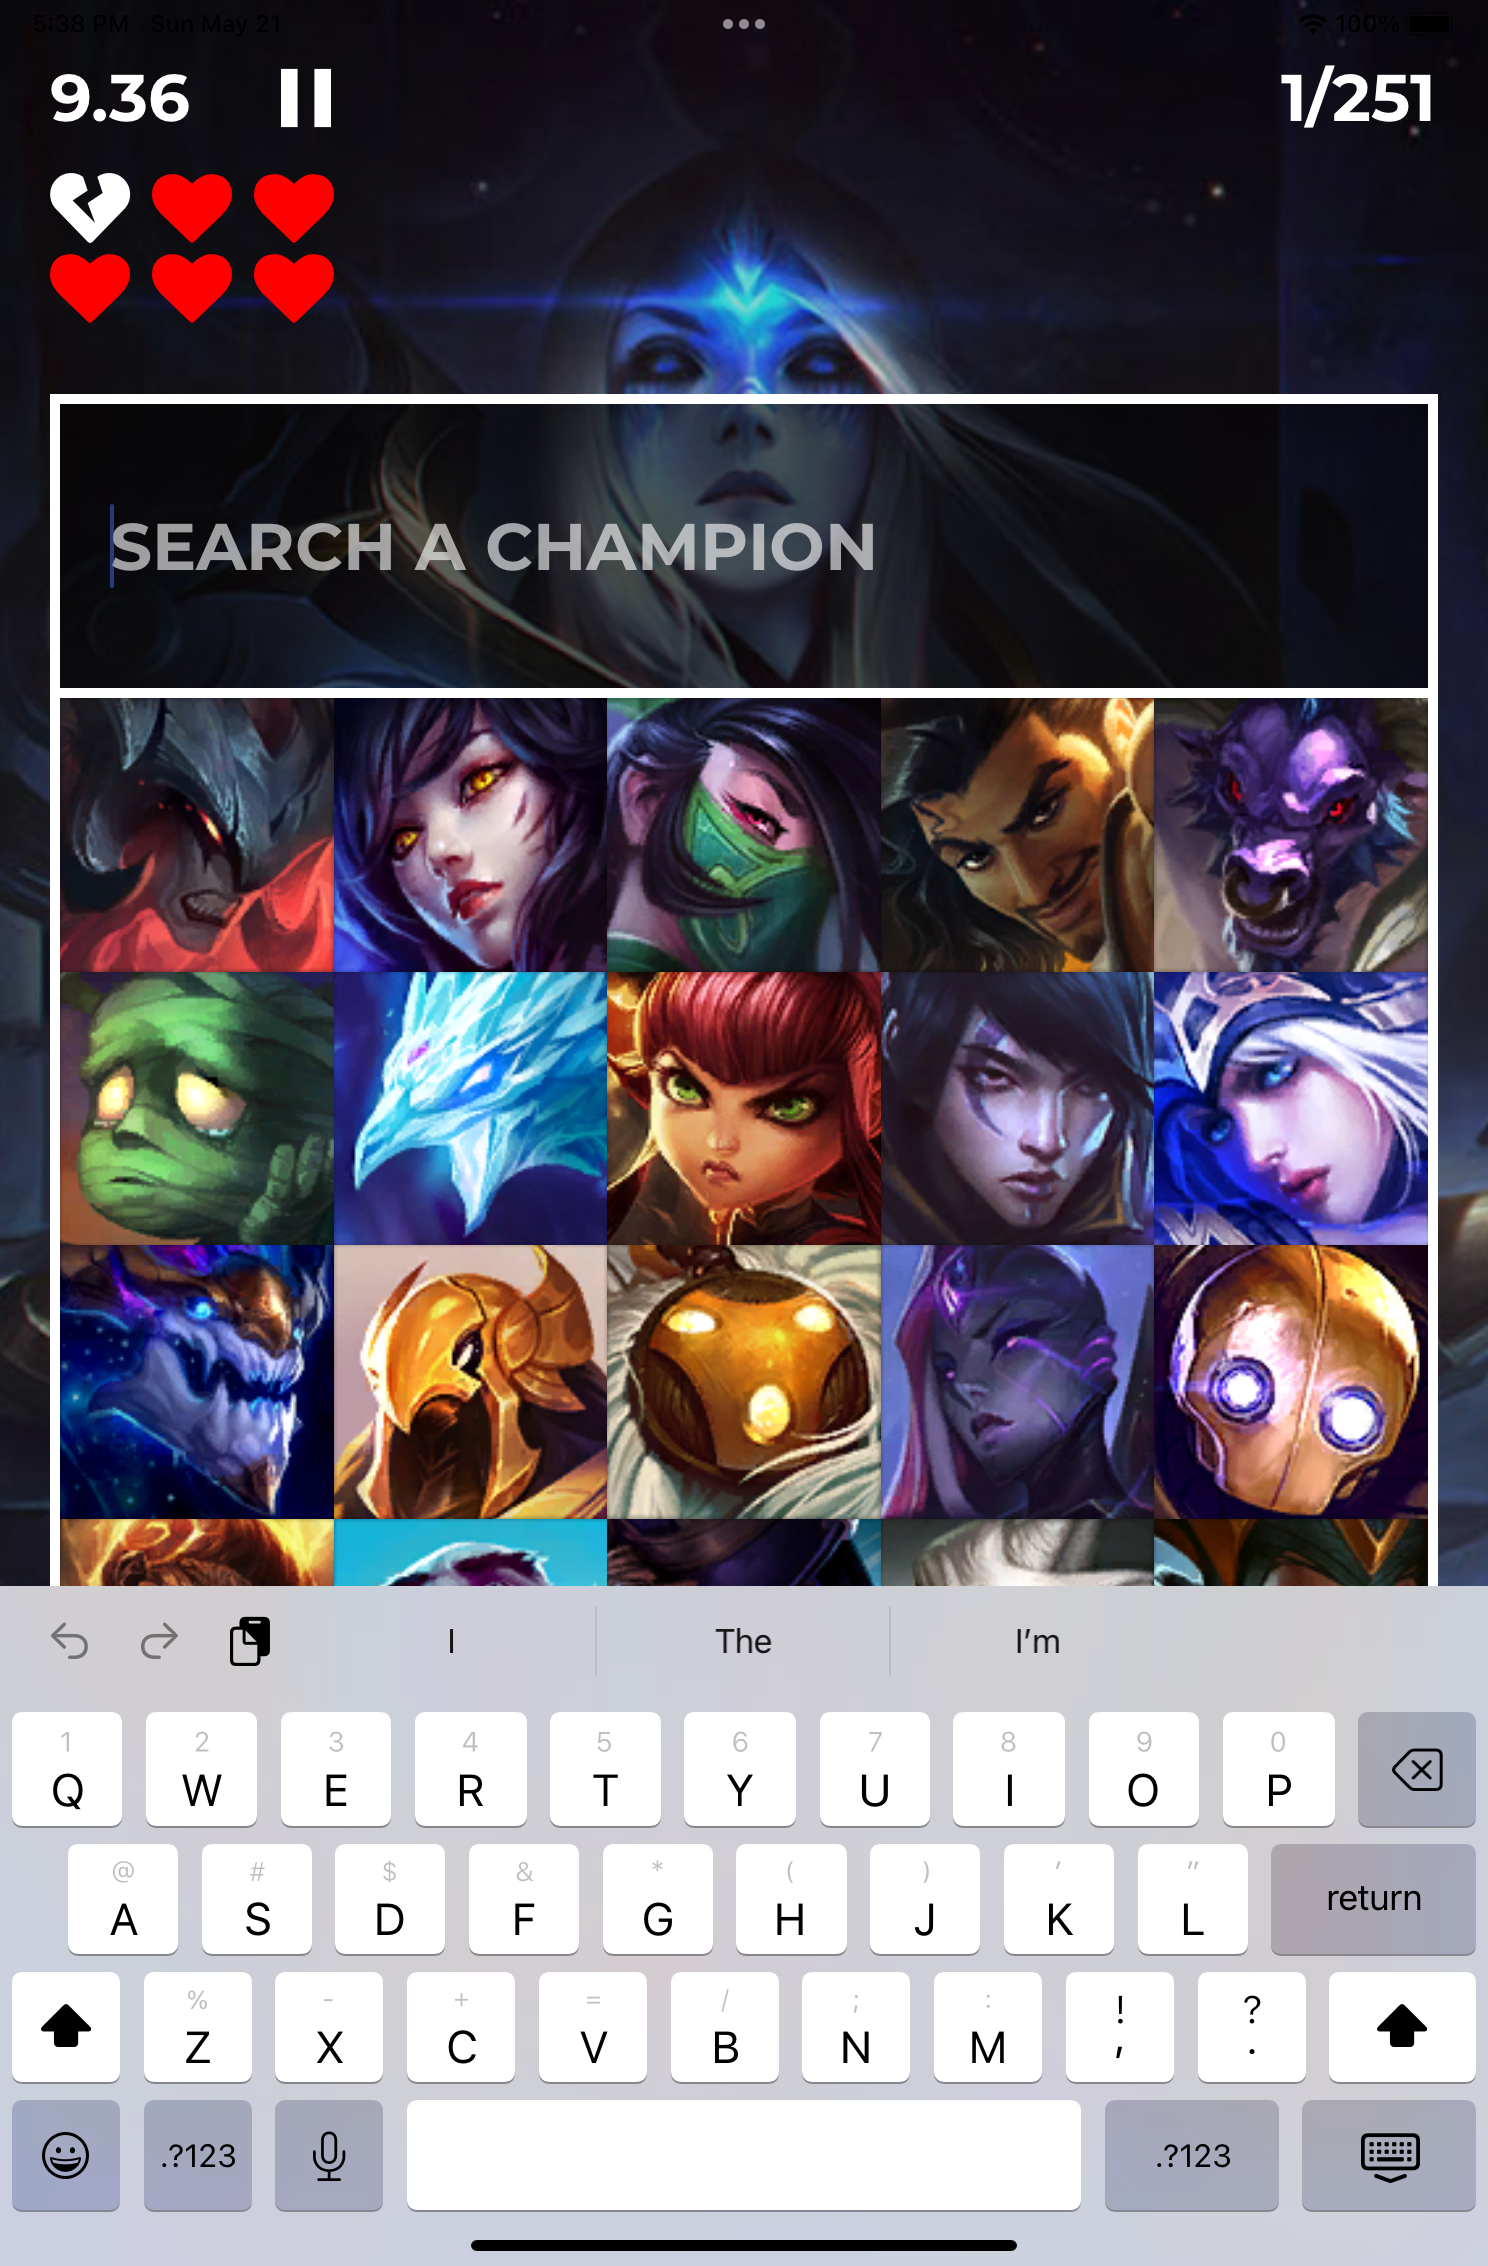 5:38 PM Sun May 21
100%
9.36
1/251
SEARCH A CHAMPION
I The I'm
1 2 3 4 5 6 7 8 9 0
Q W E R T Y U I O P
@ # $ & * ( ) ' "
A S D F G H J K L return
% - + = / ; : ! ?
Z X C V B N M , .
.?123 .?123